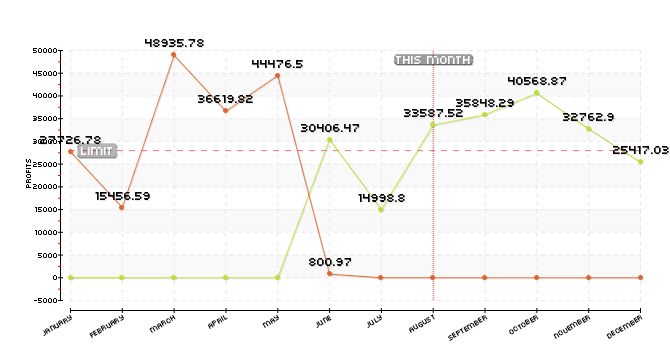 50000
48935.78
45000
44476.5
THIS MONTH
40000
40568.87
36619.82
35848.29
35000
33587.52
32762.9
30406.47
30000
27726.78
LIMIT
25417.03
25000
PROFITS
20000
15456.59
14998.8
15000
10000
5000
800.97
0
-5000
JANUARY
FEBRUARY
MARCH
APRIL
MAY
JUNE
JULY
AUGUST
SEPTEMBER
OCTOBER
NOVEMBER
DECEMBER